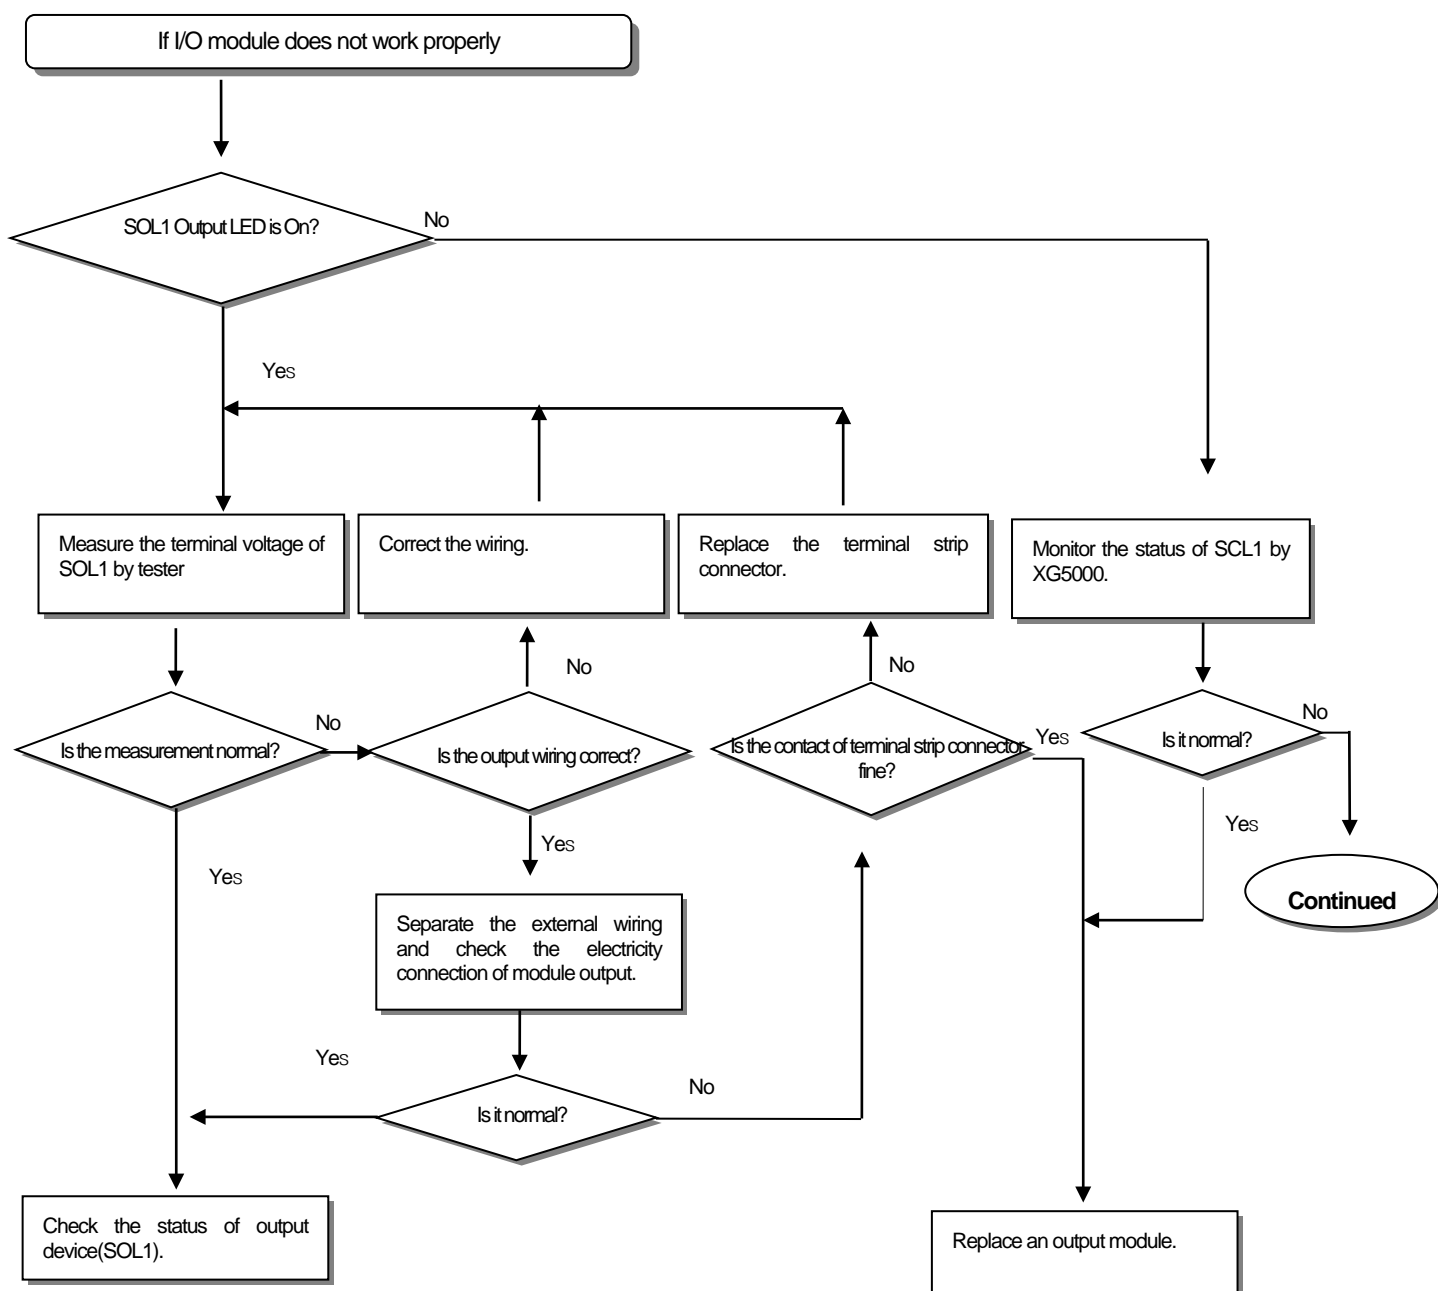 If I/O module does not work properly
SOL1 Output LED is On?
No
Yes
Measure the terminal voltage of
SOL1 by tester
Correct the wiring.
Replace the terminal strip
connector.
Monitor the status of SCL1 by
XG5000.
No
No
No
No
Is the measurement normal?
Is the output wiring correct?
Is the contact of terminal strip connector
fine?
Yes
Is it normal?
Yes
Yes
Yes
Continued
Separate the external wiring
and check the electricity
connection of module output.
Yes
No
Is it normal?
Check the status of output
device(SOL1).
Replace an output module.